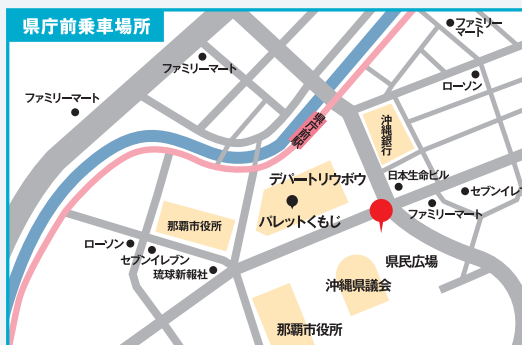 県庁前乗車場所
ファミリー
マート
ファミリーマート
ローソン
ファミリーマート
県庁前駅
沖縄銀行
デパートリウボウ
日本生命ビル
セブンイレブ
パレットくもじ
ファミリーマート
那覇市役所
ローソン
セブンイレブン
琉球新報社
県民広場
沖縄県議会
那覇市役所